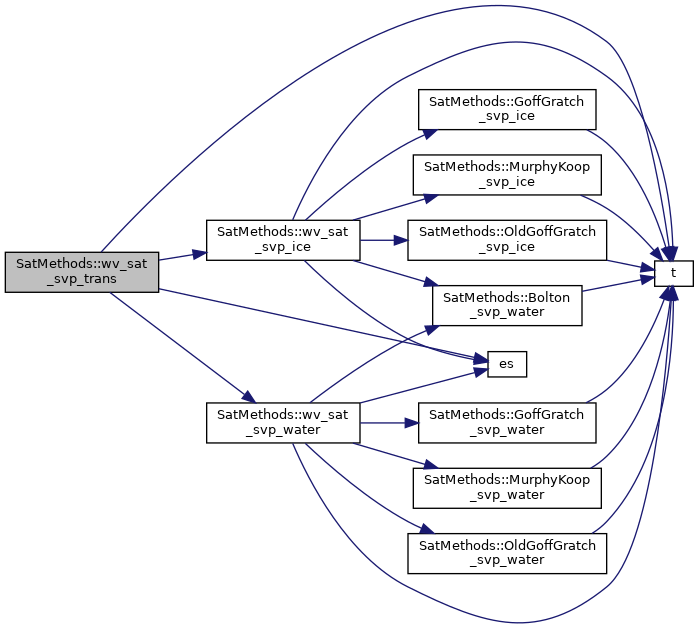 SatMethods::GoffGratch
_svp_ice
SatMethods::MurphyKoop
_svp_ice
SatMethods::wv_sat
_svp_ice
SatMethods::OldGoffGratch
_svp_ice
SatMethods::wv_sat
_svp_trans
t
SatMethods::Bolton
_svp_water
es
SatMethods::wv_sat
_svp_water
SatMethods::GoffGratch
_svp_water
SatMethods::MurphyKoop
_svp_water
SatMethods::OldGoffGratch
_svp_water